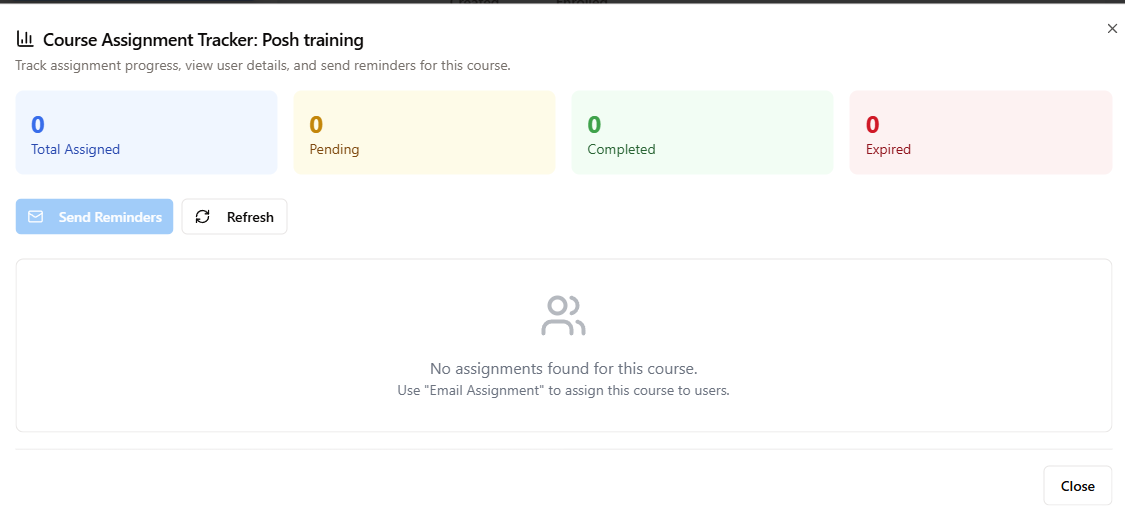 Course Assignment Tracker: Posh training
Track assignment progress, view user details, and send reminders for this course.
0
Total Assigned
0
Pending
0
Completed
0
Expired
Send Reminders
Refresh
No assignments found for this course.
Use "Email Assignment" to assign this course to users.
Close